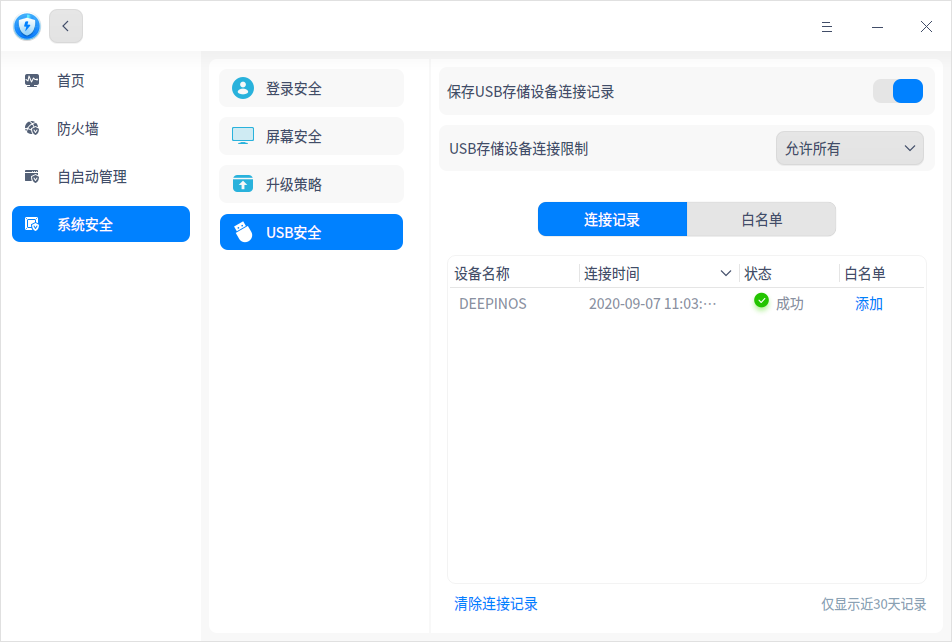 首页
防火墙
自启动管理
系统安全
登录安全
屏幕安全
升级策略
USB安全
保存USB存储设备连接记录
USB存储设备连接限制 允许所有
连接记录 白名单
设备名称 连接时间 状态 白名单
DEEPINOS 2020-09-07 11:03:… 成功 添加
清除连接记录 仅显示近30天记录